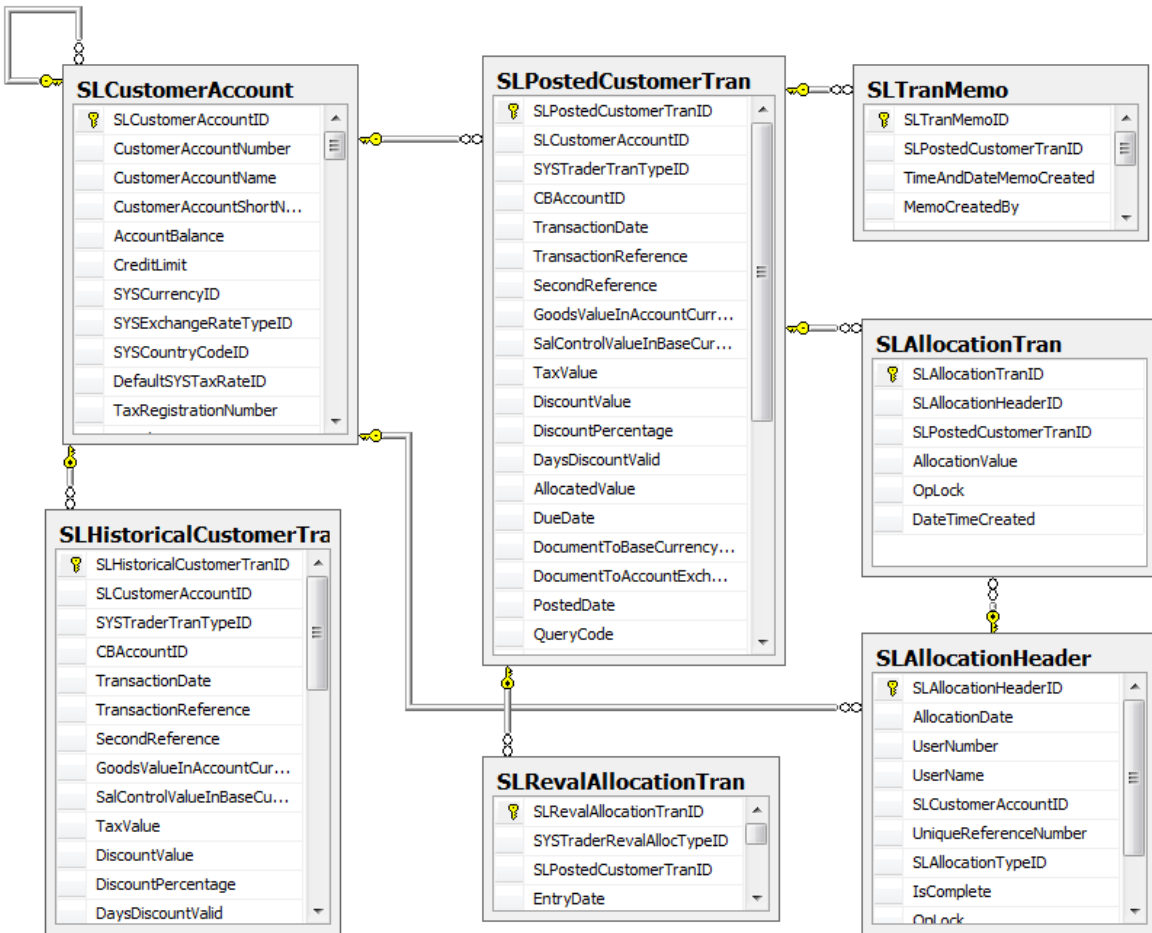 SLCustomerAccount
SLCustomerAccountID
CustomerAccountNumber
CustomerAccountName
CustomerAccountShortN...
AccountBalance
CreditLimit
SYSCurrencyID
SYSExchangeRateTypeID
SYSCountryCodeID
DefaultSYSTaxRateID
TaxRegistrationNumber
SLPostedCustomerTran
SLPostedCustomerTranID
SLCustomerAccountID
SYSTraderTranTypeID
CBAccountID
TransactionDate
TransactionReference
SecondReference
GoodsValueInAccountCurr...
SalControlValueInBaseCur...
TaxValue
DiscountValue
DiscountPercentage
DaysDiscountValid
AllocatedValue
DueDate
DocumentToBaseCurrency...
DocumentToAccountExch...
PostedDate
QueryCode
SLTranMemo
SLTranMemoID
SLPostedCustomerTranID
TimeAndDateMemoCreated
MemoCreatedBy
SLAllocationTran
SLAllocationTranID
SLAllocationHeaderID
SLPostedCustomerTranID
AllocationValue
OpLock
DateTimeCreated
SLHistoricalCustomerTra
SLHistoricalCustomerTranID
SLCustomerAccountID
SYSTraderTranTypeID
CBAccountID
TransactionDate
TransactionReference
SecondReference
GoodsValueInAccountCur...
SalControlValueInBaseCu...
TaxValue
DiscountValue
DiscountPercentage
DaysDiscountValid
SLRevalAllocationTran
SLRevalAllocationTranID
SYSTraderRevalAllocTypeID
SLPostedCustomerTranID
EntryDate
SLAllocationHeader
SLAllocationHeaderID
AllocationDate
UserNumber
UserName
SLCustomerAccountID
UniqueReferenceNumber
SLAllocationTypeID
IsComplete
OpLock